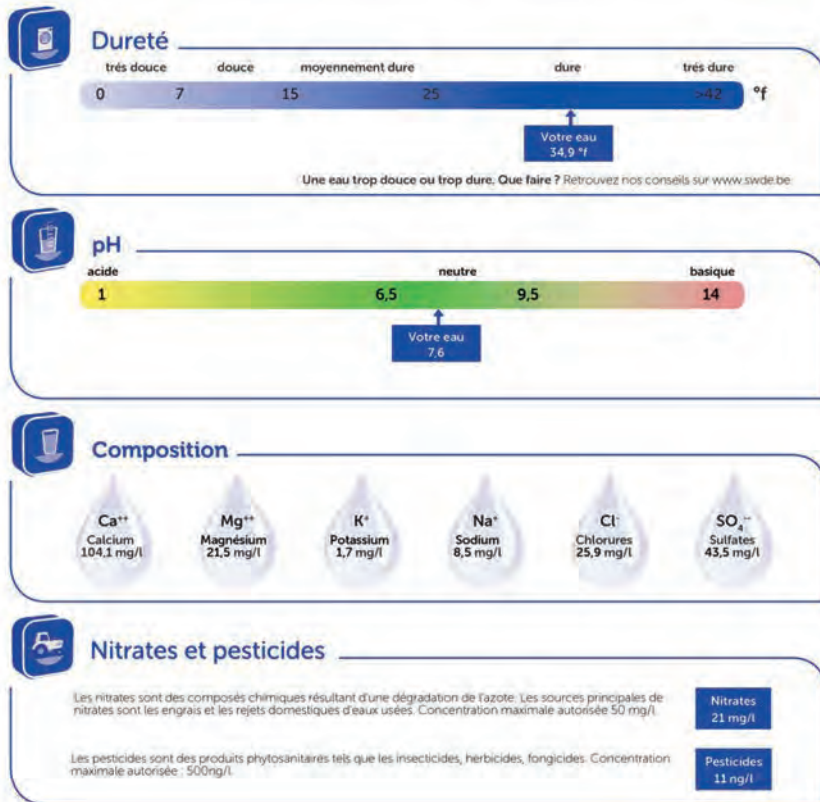 Dureté
trés douce douce moyennement dure dure trés dure
0 7 15 25 >42 °f
Votre eau
34,9 °f
Une eau trop douce ou trop dure. Que faire ? Retrouvez nos conseils sur www.swde.be
pH
acide neutre basique
1 6,5 9,5 14
Votre eau
7,6
Composition
Ca⁺⁺ Mg⁺⁺ K⁺ Na⁺ Cl⁻ SO₄⁻⁻
Calcium Magnésium Potassium Sodium Chlorures Sulfates
104,1 mg/l 21,5 mg/l 1,7 mg/l 8,5 mg/l 25,9 mg/l 43,5 mg/l
Nitrates et pesticides
Les nitrates sont des composés chimiques résultant d'une dégradation de l'azote. Les sources principales de
nitrates sont les engrais et les rejets domestiques d'eaux usées. Concentration maximale autorisée 50 mg/l.
Nitrates
21 mg/l
Les pesticides sont des produits phytosanitaires tels que les insecticides, herbicides, fongicides. Concentration
maximale autorisée : 500ng/l.
Pesticides
11 ng/l